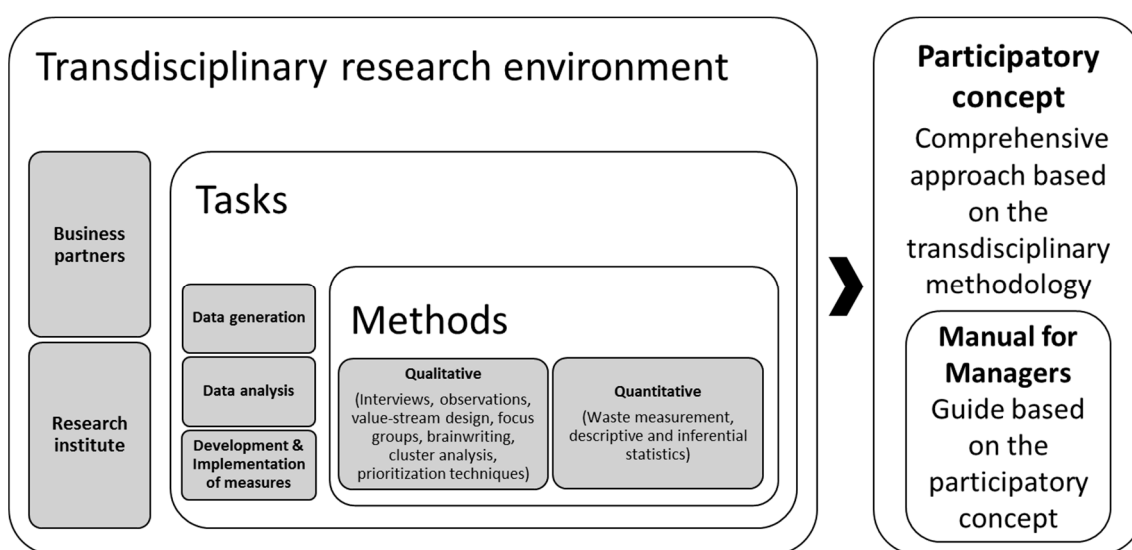 Transdisciplinary research environment
Business
partners
Research
institute
Tasks
Data generation
Data analysis
Development &
Implementation
of measures
Methods
Qualitative
(Interviews, observations,
value-stream design, focus
groups, brainwriting,
cluster analysis,
prioritization techniques)
Quantitative
(Waste measurement,
descriptive and inferential
statistics)
Participatory
concept
Comprehensive
approach based
on the
transdisciplinary
methodology
Manual for
Managers
Guide based
on the
participatory
concept